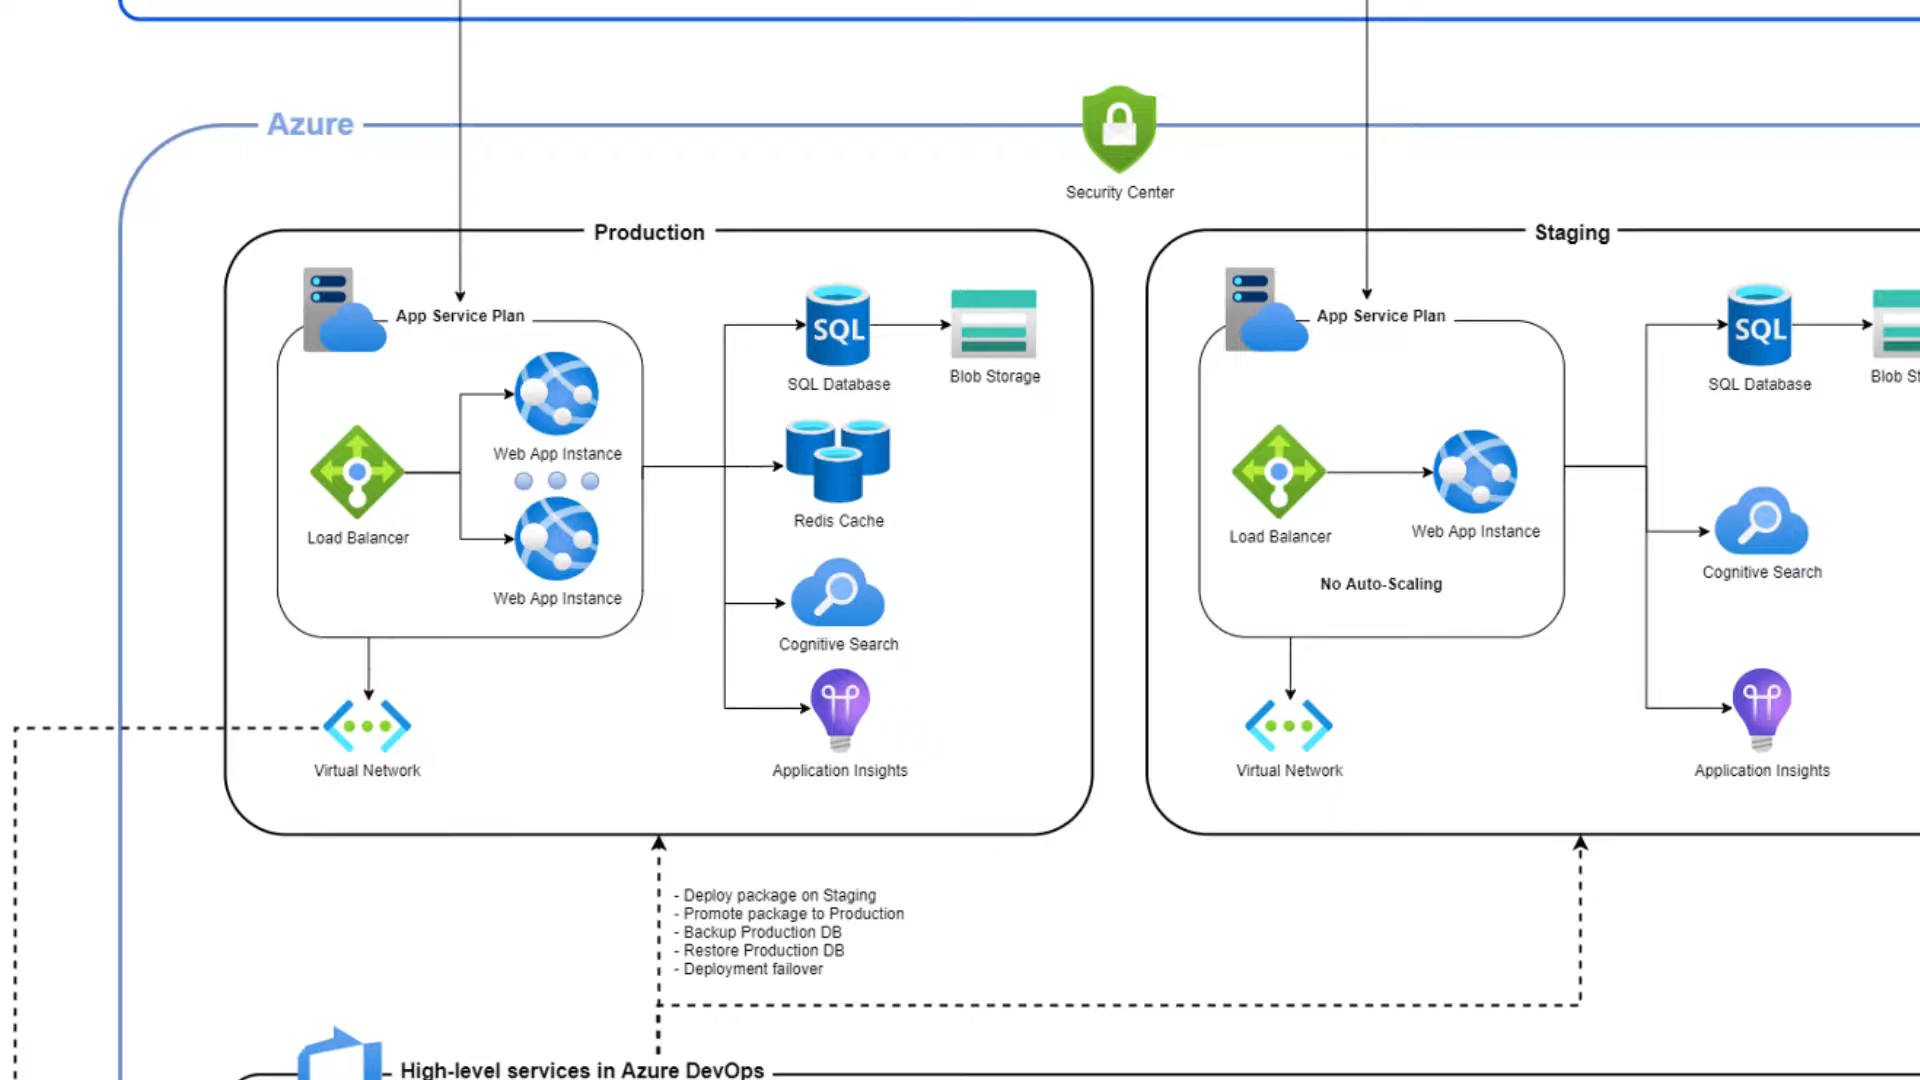 Azure
Security Center
Production
Staging
App Service Plan
SQL
SQL Database
Blob Storage
Web App Instance
Load Balancer
Web App Instance
Redis Cache
Cognitive Search
Virtual Network
Application Insights
App Service Plan
SQL
SQL Database
Blob St
Load Balancer
Web App Instance
No Auto-Scaling
Cognitive Search
Virtual Network
Application Insights
- Deploy package on Staging
- Promote package to Production
- Backup Production DB
- Restore Production DB
- Deployment failover
High-level services in Azure DevOps